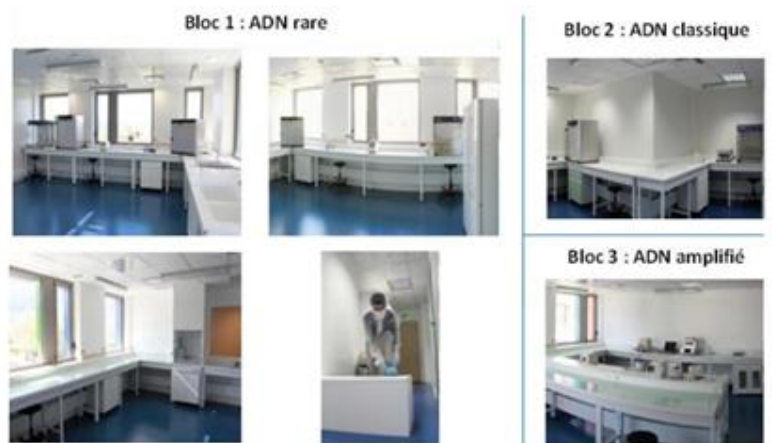 Bloc 1 : ADN rare
Bloc 2 : ADN classique
Bloc 3 : ADN amplifié